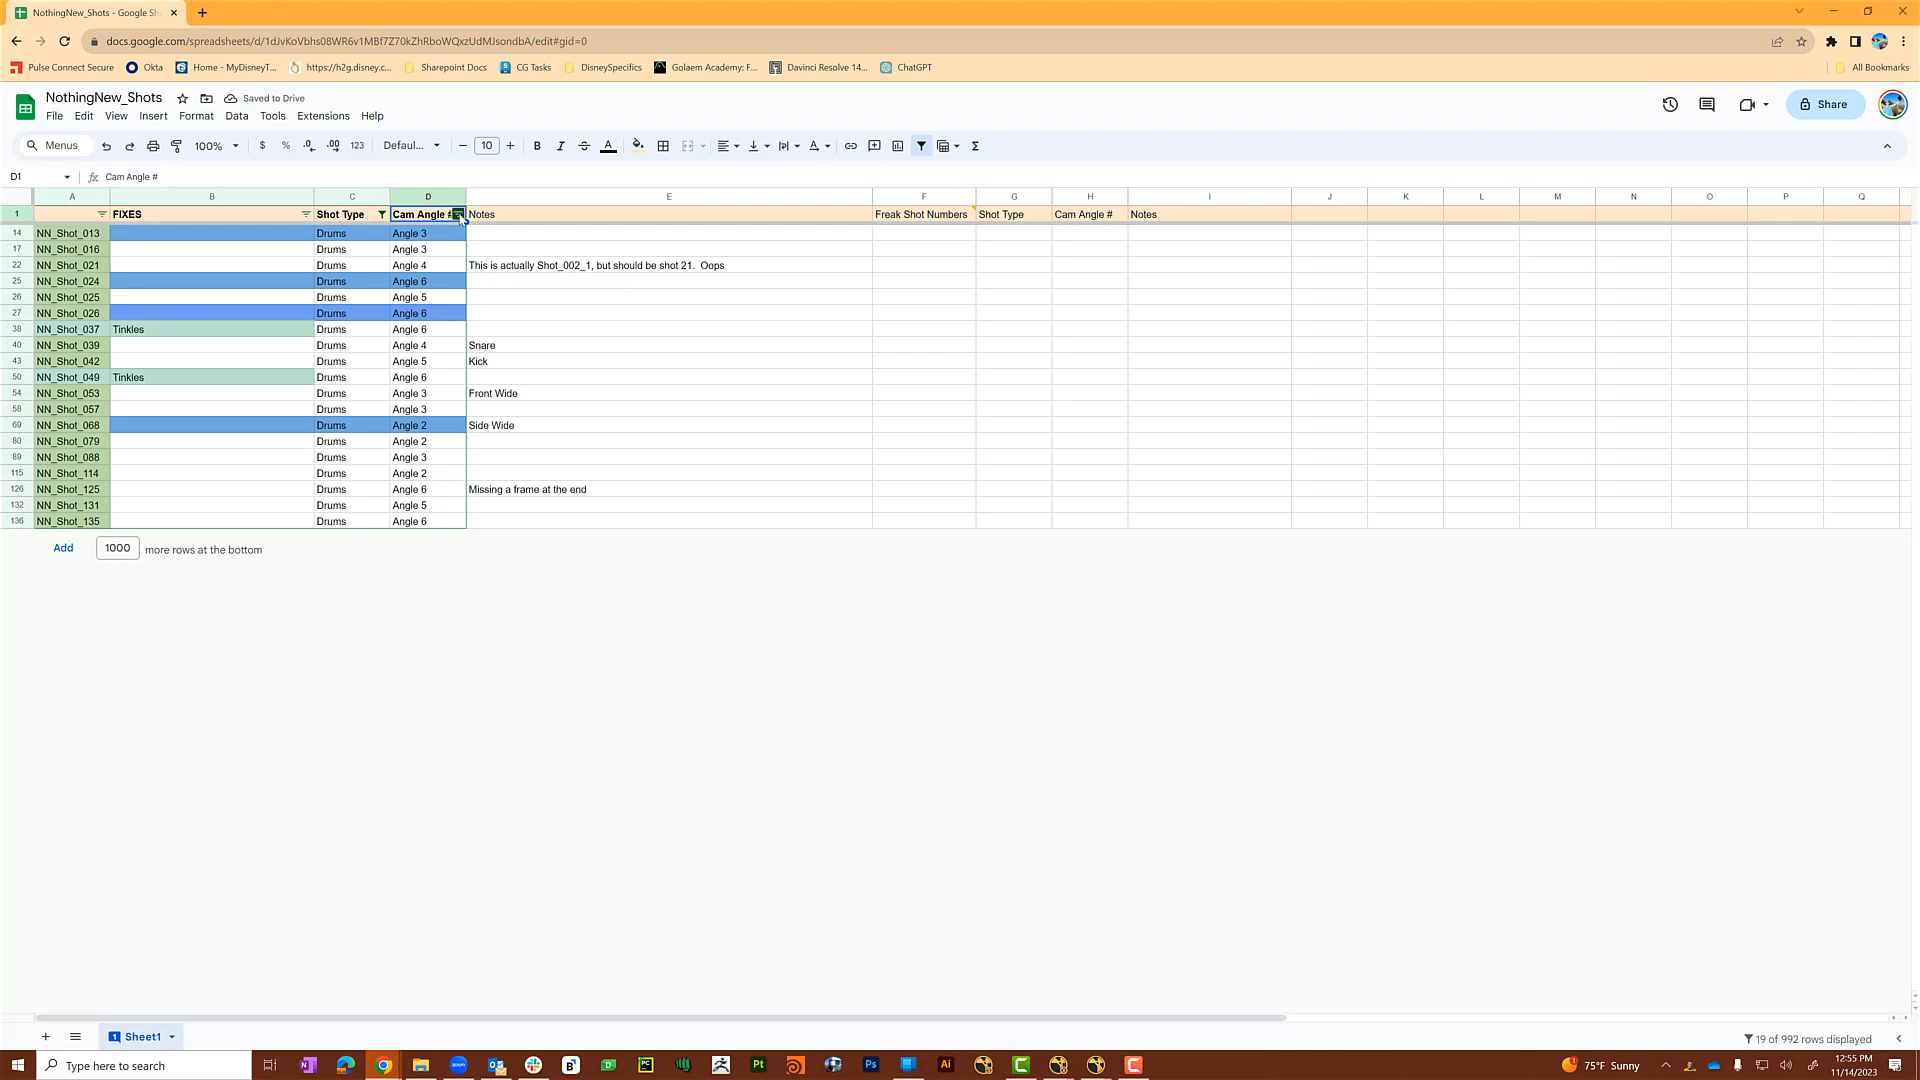 NothingNew_Shots - Google Sh
docs.google.com/spreadsheets/d/1dJvKoVbhs08WR6v1MBf7Z70kZhRboWQxzUdMJsondbA/edit#gid=0
Pulse Connect Secure Okta Home - MyDisneyT... https://h2g.disney.c... Sharepoint Docs CG Tasks DisneySpecifics Golaem Academy: F... Davinci Resolve 14... ChatGPT All Bookmarks
NothingNew_Shots Saved to Drive
File Edit View Insert Format Data Tools Extensions Help
Share
Menus 100% $ % .0 .00 123 Defaul... 10 B I A
D1 fx Cam Angle #
A B C D E F G H I J K L M N O P Q
1 FIXES Shot Type Cam Angle # Notes Freak Shot Numbers Shot Type Cam Angle # Notes
14 NN_Shot_013 Drums Angle 3
17 NN_Shot_016 Drums Angle 3
22 NN_Shot_021 Drums Angle 4 This is actually Shot_002_1, but should be shot 21. Oops
25 NN_Shot_024 Drums Angle 6
26 NN_Shot_025 Drums Angle 5
27 NN_Shot_026 Drums Angle 6
38 NN_Shot_037 Tinkles Drums Angle 6
40 NN_Shot_039 Drums Angle 4 Snare
43 NN_Shot_042 Drums Angle 5 Kick
50 NN_Shot_049 Tinkles Drums Angle 6
54 NN_Shot_053 Drums Angle 3 Front Wide
58 NN_Shot_057 Drums Angle 3
69 NN_Shot_068 Drums Angle 2 Side Wide
80 NN_Shot_079 Drums Angle 2
89 NN_Shot_088 Drums Angle 3
115 NN_Shot_114 Drums Angle 2
126 NN_Shot_125 Drums Angle 6 Missing a frame at the end
132 NN_Shot_131 Drums Angle 5
136 NN_Shot_135 Drums Angle 6
Add 1000 more rows at the bottom
1 Sheet1
19 of 992 rows displayed
Type here to search
zoom
PC
Pt
Ps
Ai
75°F Sunny
12:55 PM
11/14/2023